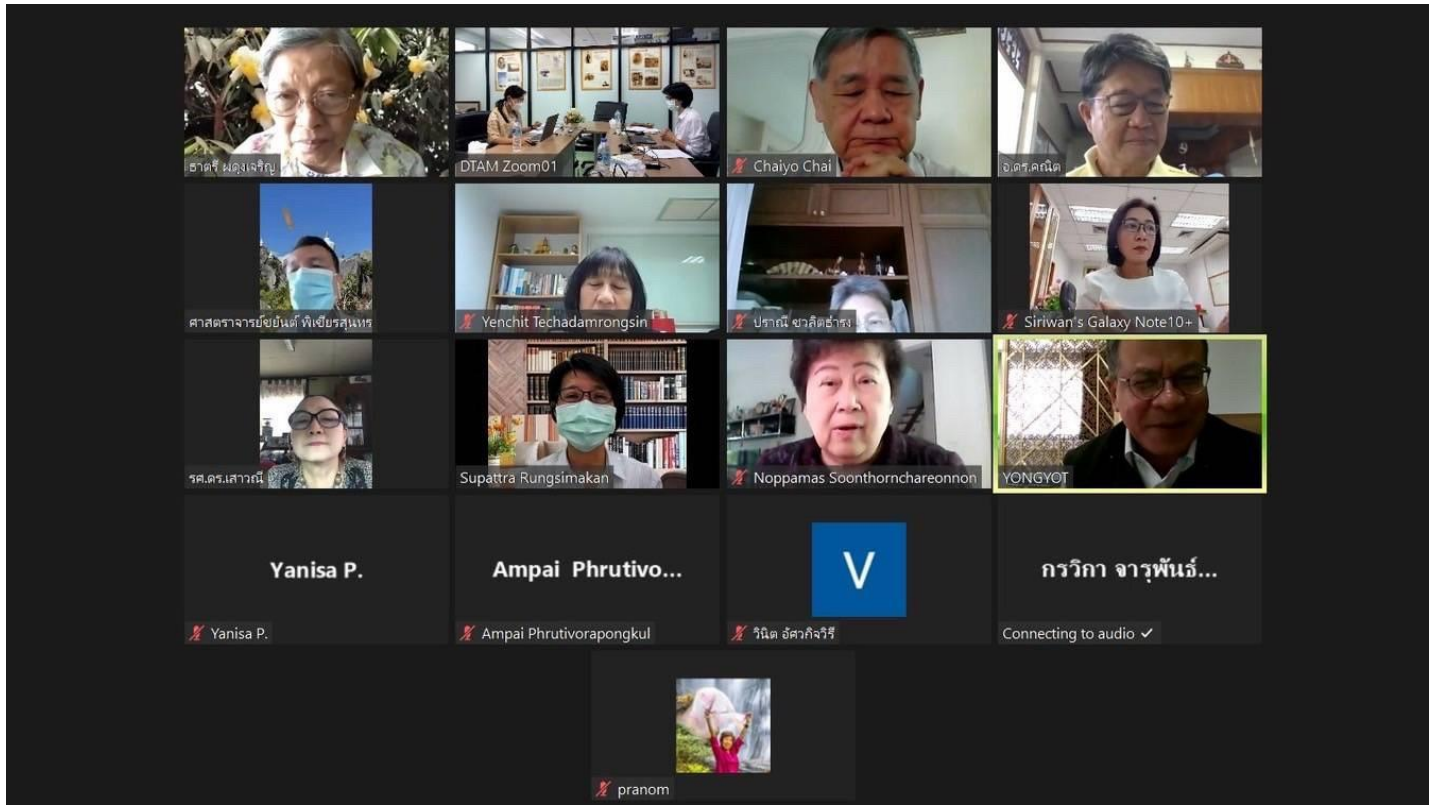 ธาตรี ผดุงเจริญ
DTAM Zoom01
Chaiyo Chai
อ.ดร.คณิต
ศาสตราจารย์ชยันต์ พิเชียรสุนทร
Yenchit Techadamrongsin
ปราณี ชวลิตธำรง
Siriwan's Galaxy Note10+
รศ.ดร.เสาวณี
Supattra Rungsimakan
Noppamas Soonthornchareonnon
YONGYOT
Yanisa P.
Ampai Phrutivo...
V
กรวิกา จารุพันธ์...
Yanisa P.
Ampai Phrutivorapongkul
วินิต อัศวกิจวิรี
Connecting to audio
pranom